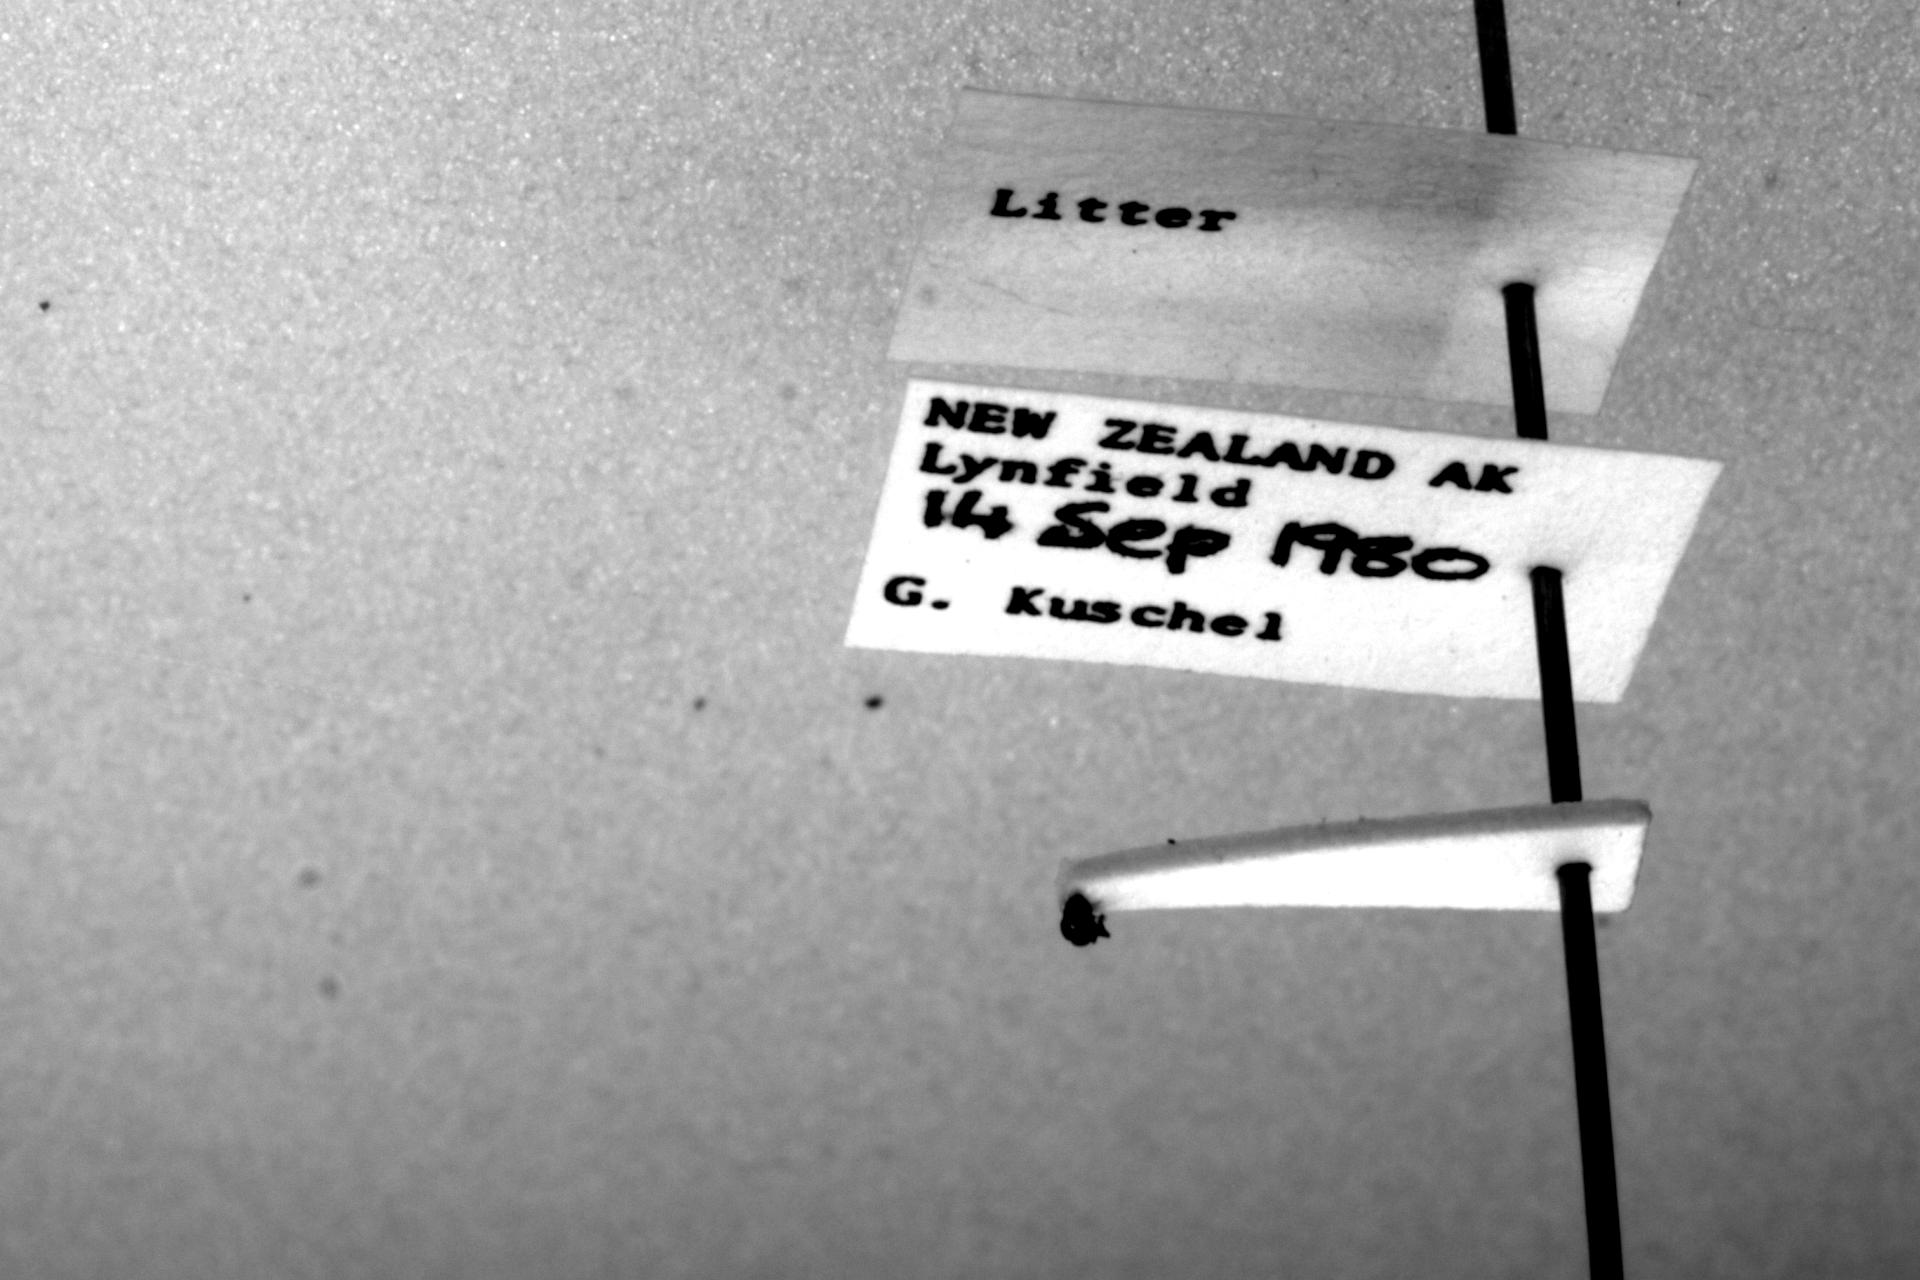 Litter
NEW ZEALAND AK
Lynfield
14 Sep 1980
G. Kuschel